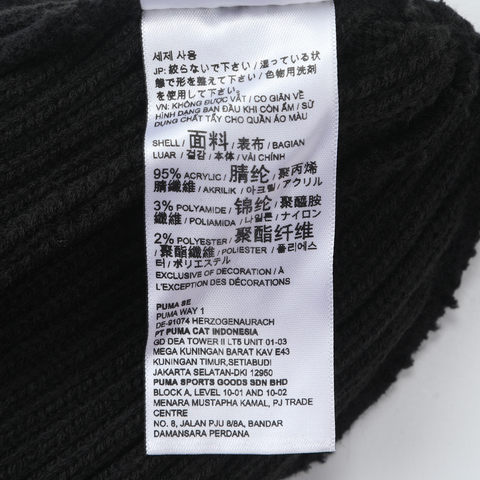 세제 사용
JP: 絞らないで下さい / 湿っている状
態で形を整えて下さい / 色物用洗剤
を使用して下さい。
VN: KHÔNG ĐƯỢC VẮT / CO GIÃN VỀ
HÌNH DẠNG BAN ĐẦU KHI CÒN ẨM / SỬ
DỤNG CHẤT TẨY CHO QUẦN ÁO MÀU
SHELL / 面料 / 表布 / BAGIAN
LUAR / 겉감 / 本体 / VẢI CHÍNH
95% ACRYLIC / 腈纶 / 聚丙烯
腈纖維 / AKRILIK / 아크릴 / アクリル
3% POLYAMIDE / 锦纶 / 聚醯胺
纖維 / POLIAMIDA / 나일론 / ナイロン
2% POLYESTER / 聚酯纤维
/ 聚酯纖維 / POLYESTER / 폴리에스
터 / ポリエステル
EXCLUSIVE OF DECORATION / À
L'EXCEPTION DES DÉCORATIONS
PUMA SE
PUMA WAY 1
DE-91074 HERZOGENAURACH
PT PUMA CAT INDONESIA
GD DEA TOWER II LT5 UNIT 01-03
MEGA KUNINGAN BARAT KAV E43
KUNINGAN TIMUR,SETIABUDI
JAKARTA SELATAN-DKI 12950
PUMA SPORTS GOODS SDN BHD
BLOCK A, LEVEL 10-01 AND 10-02
MENARA MUSTAPHA KAMAL, PJ TRADE
CENTRE
NO. 8, JALAN PJU 8/8A, BANDAR
DAMANSARA PERDANA